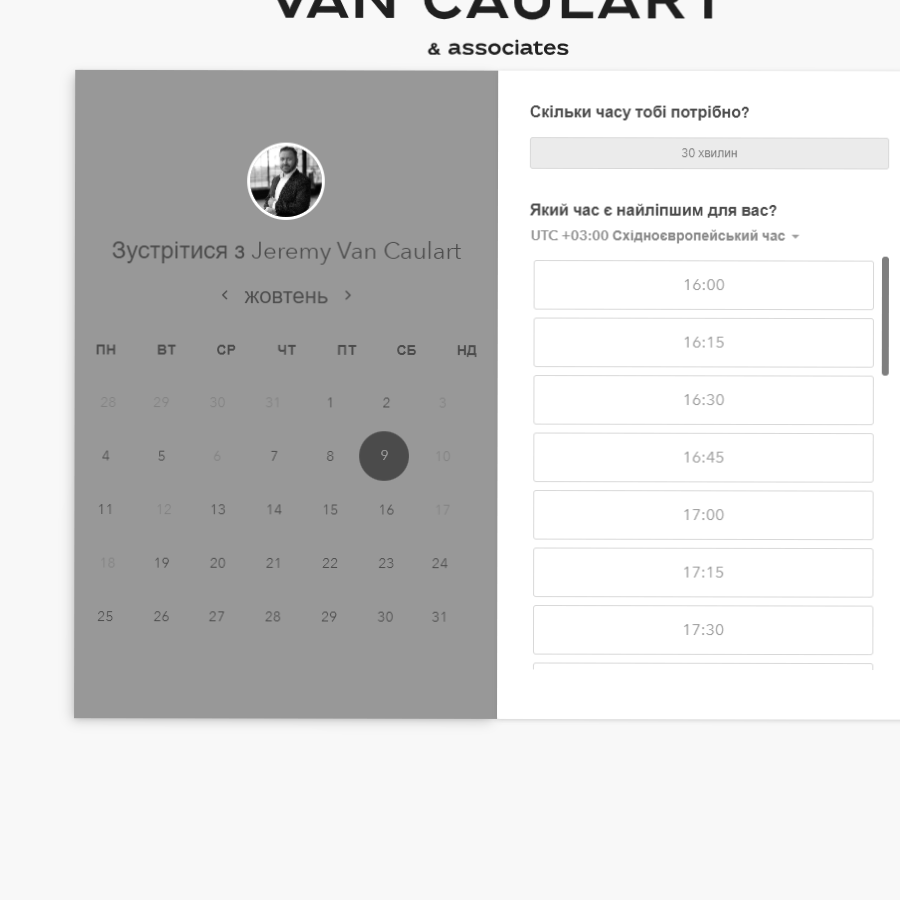 VAN CAULART
& associates
Зустрітися з Jeremy Van Caulart
жовтень
ПН ВТ СР ЧТ ПТ СБ НД
28 29 30 31 1 2 3
4 5 6 7 8 9 10
11 12 13 14 15 16 17
18 19 20 21 22 23 24
25 26 27 28 29 30 31
Скільки часу тобі потрібно?
30 хвилин
Який час є найліпшим для вас?
UTC +03:00 Східноєвропейський час
16:00
16:15
16:30
16:45
17:00
17:15
17:30